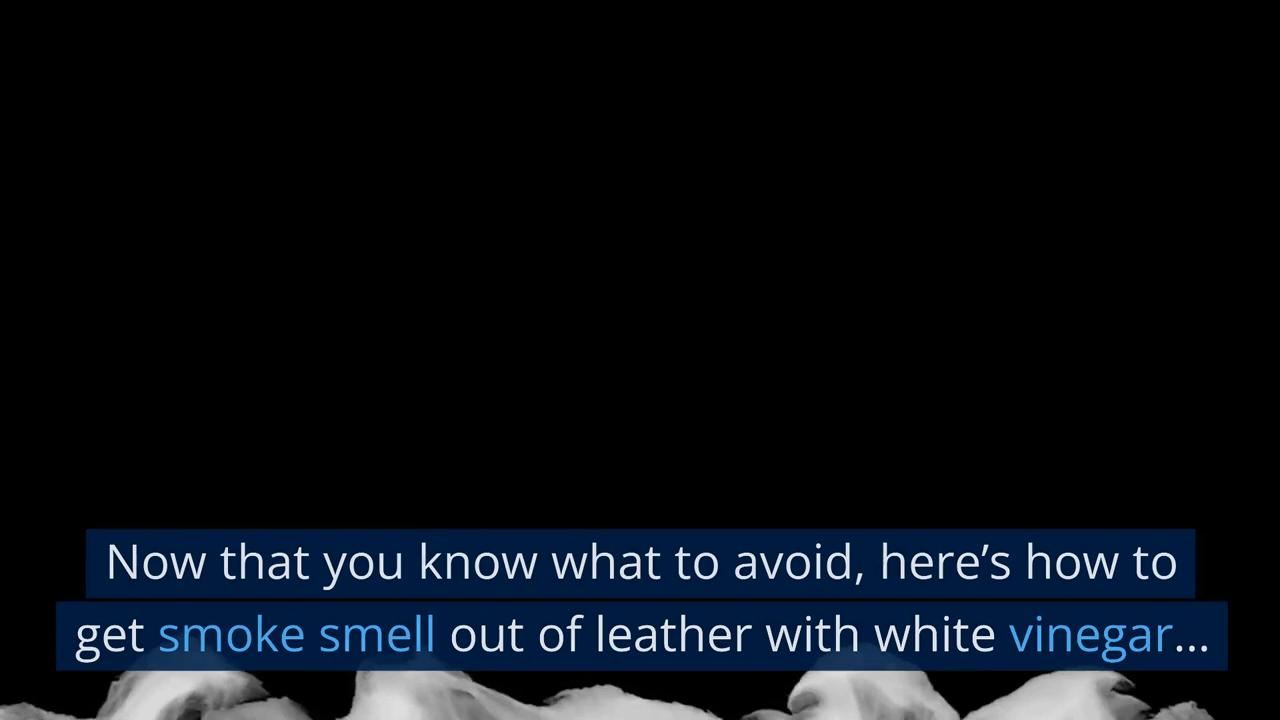 Now that you know what to avoid, here’s how to
get smoke smell out of leather with white vinegar...